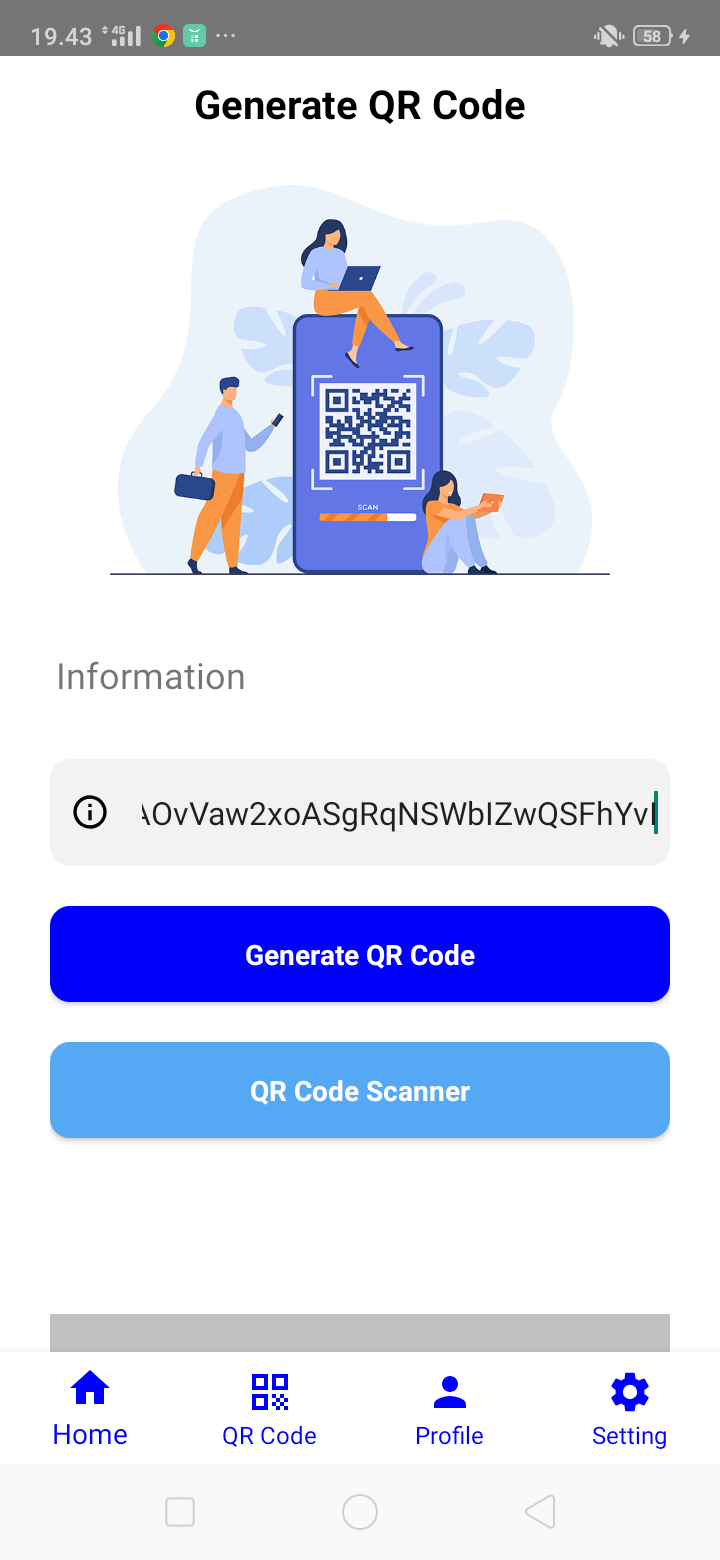 19.43 4G 58
Generate QR Code
SCAN
Information
AOvVaw2xoASgRqNSWbIZwQSFhYvI
Generate QR Code
QR Code Scanner
Home QR Code Profile Setting